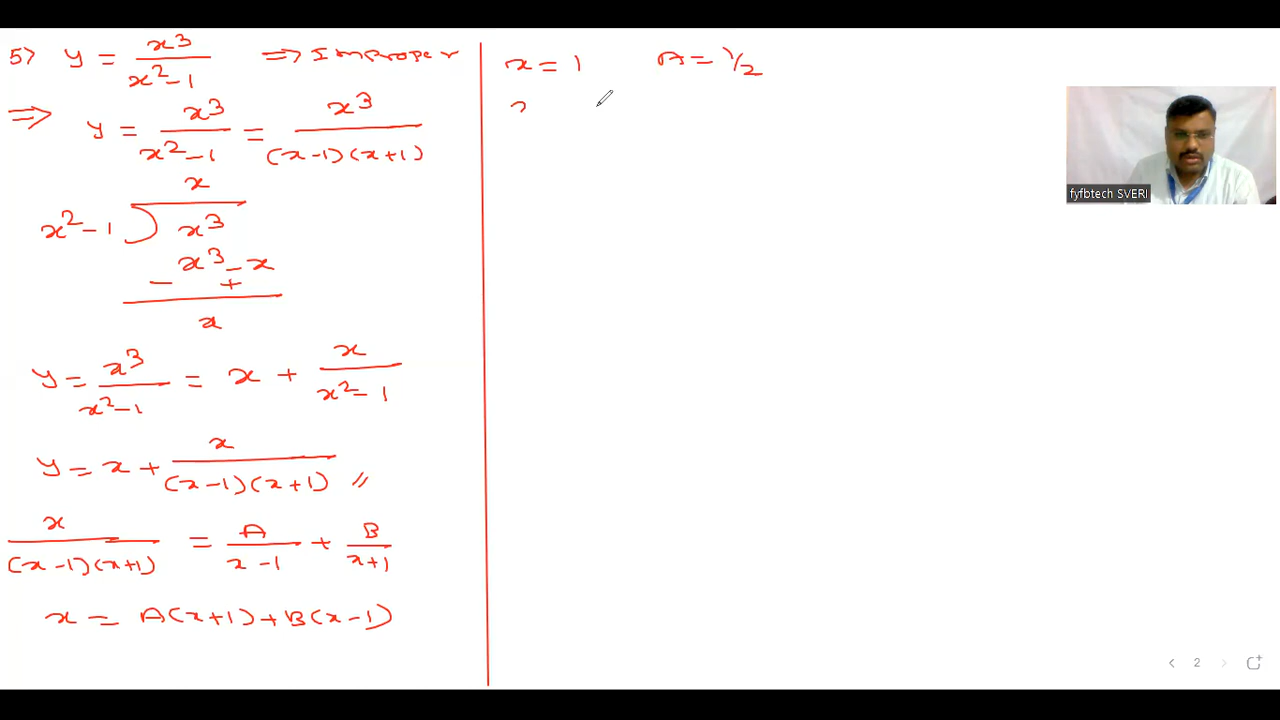 5) y = x³/(x²-1) ⇒ Improper
⇒ y = x³/(x²-1) = x³/((x-1)(x+1))
x
x²-1 ) x³
x³ - x
- +
x
y = x³/(x²-1) = x + x/(x²-1)
y = x + x/((x-1)(x+1)) //
x/((x-1)(x+1)) = A/(x-1) + B/(x+1)
x = A(x+1) + B(x-1)
x = 1 A = 1/2
fyfbtech SVERI
2